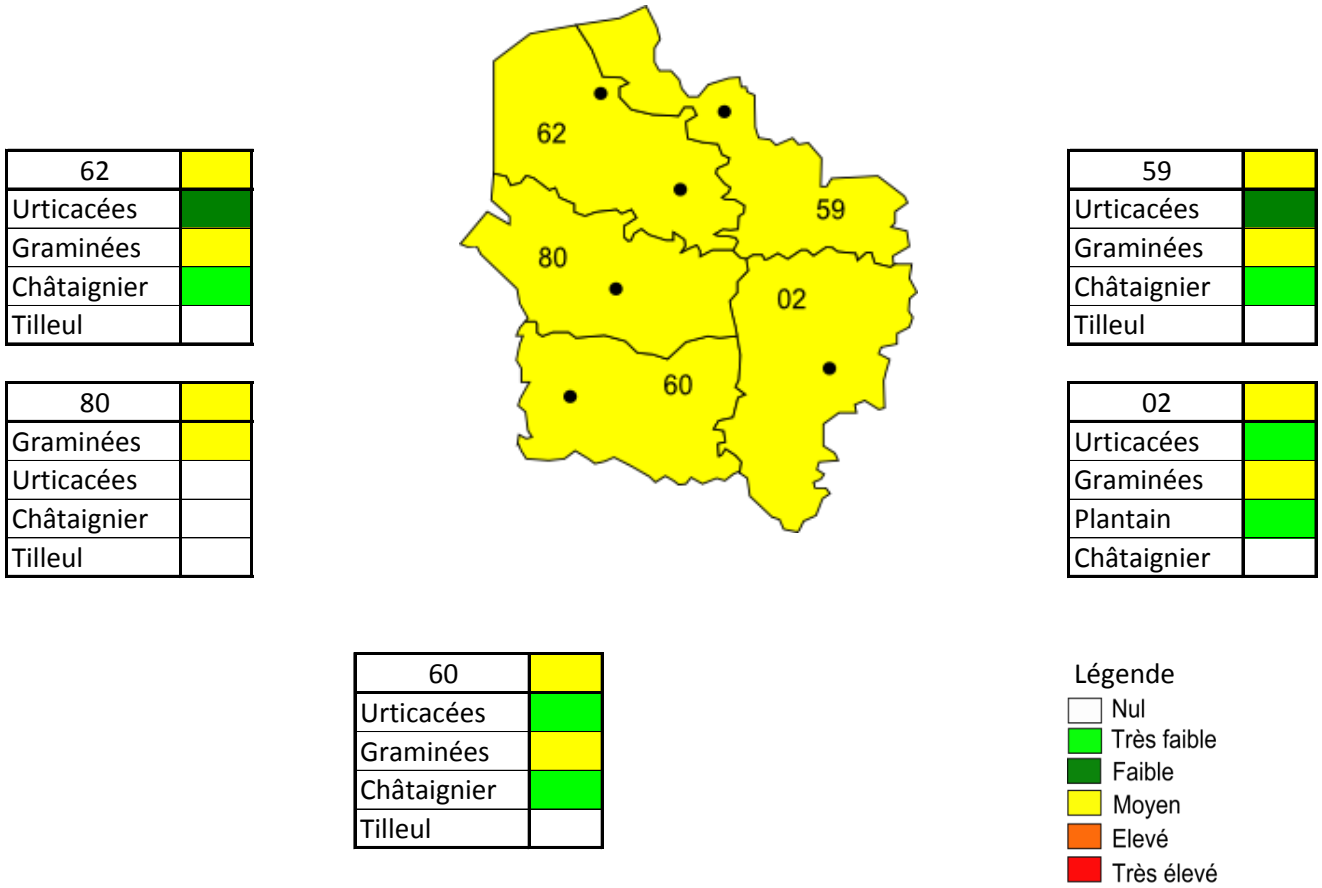 62
Urticacées
Graminées
Châtaignier
Tilleul
80
Graminées
Urticacées
Châtaignier
Tilleul
62
59
80
02
60
59
Urticacées
Graminées
Châtaignier
Tilleul
02
Urticacées
Graminées
Plantain
Châtaignier
60
Urticacées
Graminées
Châtaignier
Tilleul
Légende
Nul
Très faible
Faible
Moyen
Elevé
Très élevé